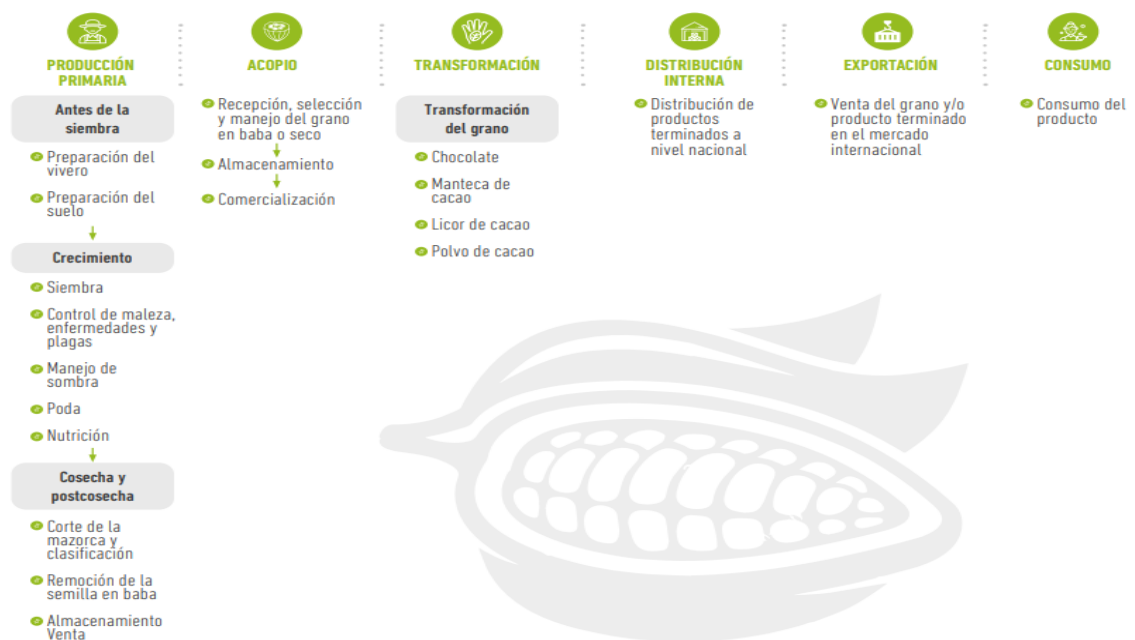 PRODUCCIÓN
PRIMARIA
Antes de la
siembra
Preparación del
vivero
Preparación del
suelo
Crecimiento
Siembra
Control de maleza,
enfermedades y
plagas
Manejo de
sombra
Poda
Nutrición
Cosecha y
postcosecha
Corte de la
mazorca y
clasificación
Remoción de la
semilla en baba
Almacenamiento
Venta
ACOPIO
Recepción, selección
y manejo del grano
en baba o seco
Almacenamiento
Comercialización
TRANSFORMACIÓN
Transformación
del grano
Chocolate
Manteca de
cacao
Licor de cacao
Polvo de cacao
DISTRIBUCIÓN
INTERNA
Distribución de
productos
terminados a
nivel nacional
EXPORTACIÓN
Venta del grano y/o
producto terminado
en el mercado
internacional
CONSUMO
Consumo del
producto